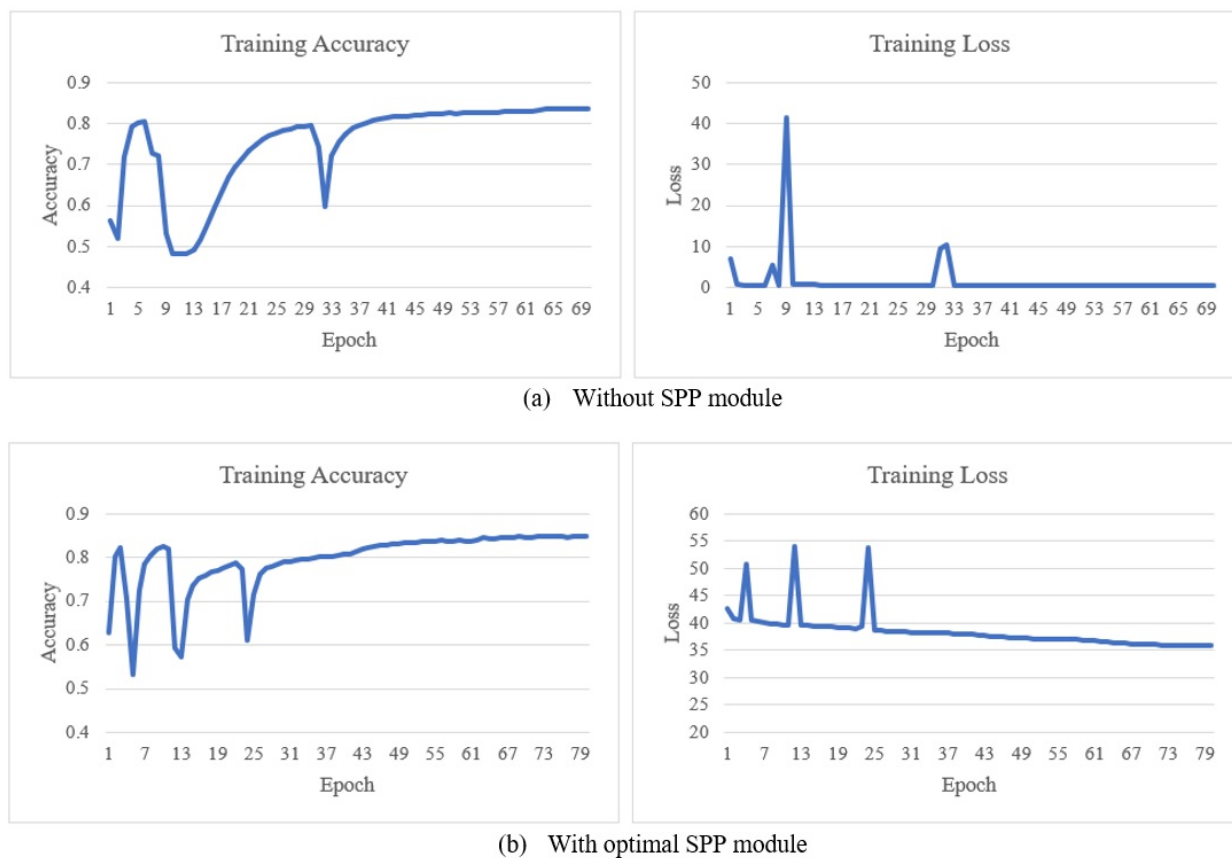 Training Accuracy
0.9
0.8
0.7
0.6
0.5
0.4
Accuracy
1 5 9 13 17 21 25 29 33 37 41 45 49 53 57 61 65 69
Epoch
Training Loss
50
40
30
20
10
0
Loss
1 5 9 13 17 21 25 29 33 37 41 45 49 53 57 61 65 69
Epoch
(a) Without SPP module
Training Accuracy
0.9
0.8
0.7
0.6
0.5
0.4
Accuracy
1 7 13 19 25 31 37 43 49 55 61 67 73 79
Epoch
Training Loss
60
55
50
45
40
35
30
25
20
Loss
1 7 13 19 25 31 37 43 49 55 61 67 73 79
Epoch
(b) With optimal SPP module